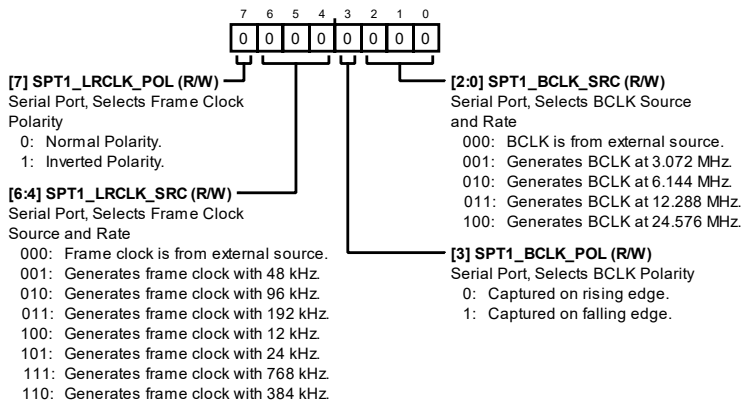 7 6 5 4 3 2 1 0
0 0 0 0 0 0 0 0
[7] SPT1_LRCLK_POL (R/W)
Serial Port, Selects Frame Clock
Polarity
0: Normal Polarity.
1: Inverted Polarity.
[6:4] SPT1_LRCLK_SRC (R/W)
Serial Port, Selects Frame Clock
Source and Rate
000: Frame clock is from external source.
001: Generates frame clock with 48 kHz.
010: Generates frame clock with 96 kHz.
011: Generates frame clock with 192 kHz.
100: Generates frame clock with 12 kHz.
101: Generates frame clock with 24 kHz.
111: Generates frame clock with 768 kHz.
110: Generates frame clock with 384 kHz.
[2:0] SPT1_BCLK_SRC (R/W)
Serial Port, Selects BCLK Source
and Rate
000: BCLK is from external source.
001: Generates BCLK at 3.072 MHz.
010: Generates BCLK at 6.144 MHz.
011: Generates BCLK at 12.288 MHz.
100: Generates BCLK at 24.576 MHz.
[3] SPT1_BCLK_POL (R/W)
Serial Port, Selects BCLK Polarity
0: Captured on rising edge.
1: Captured on falling edge.